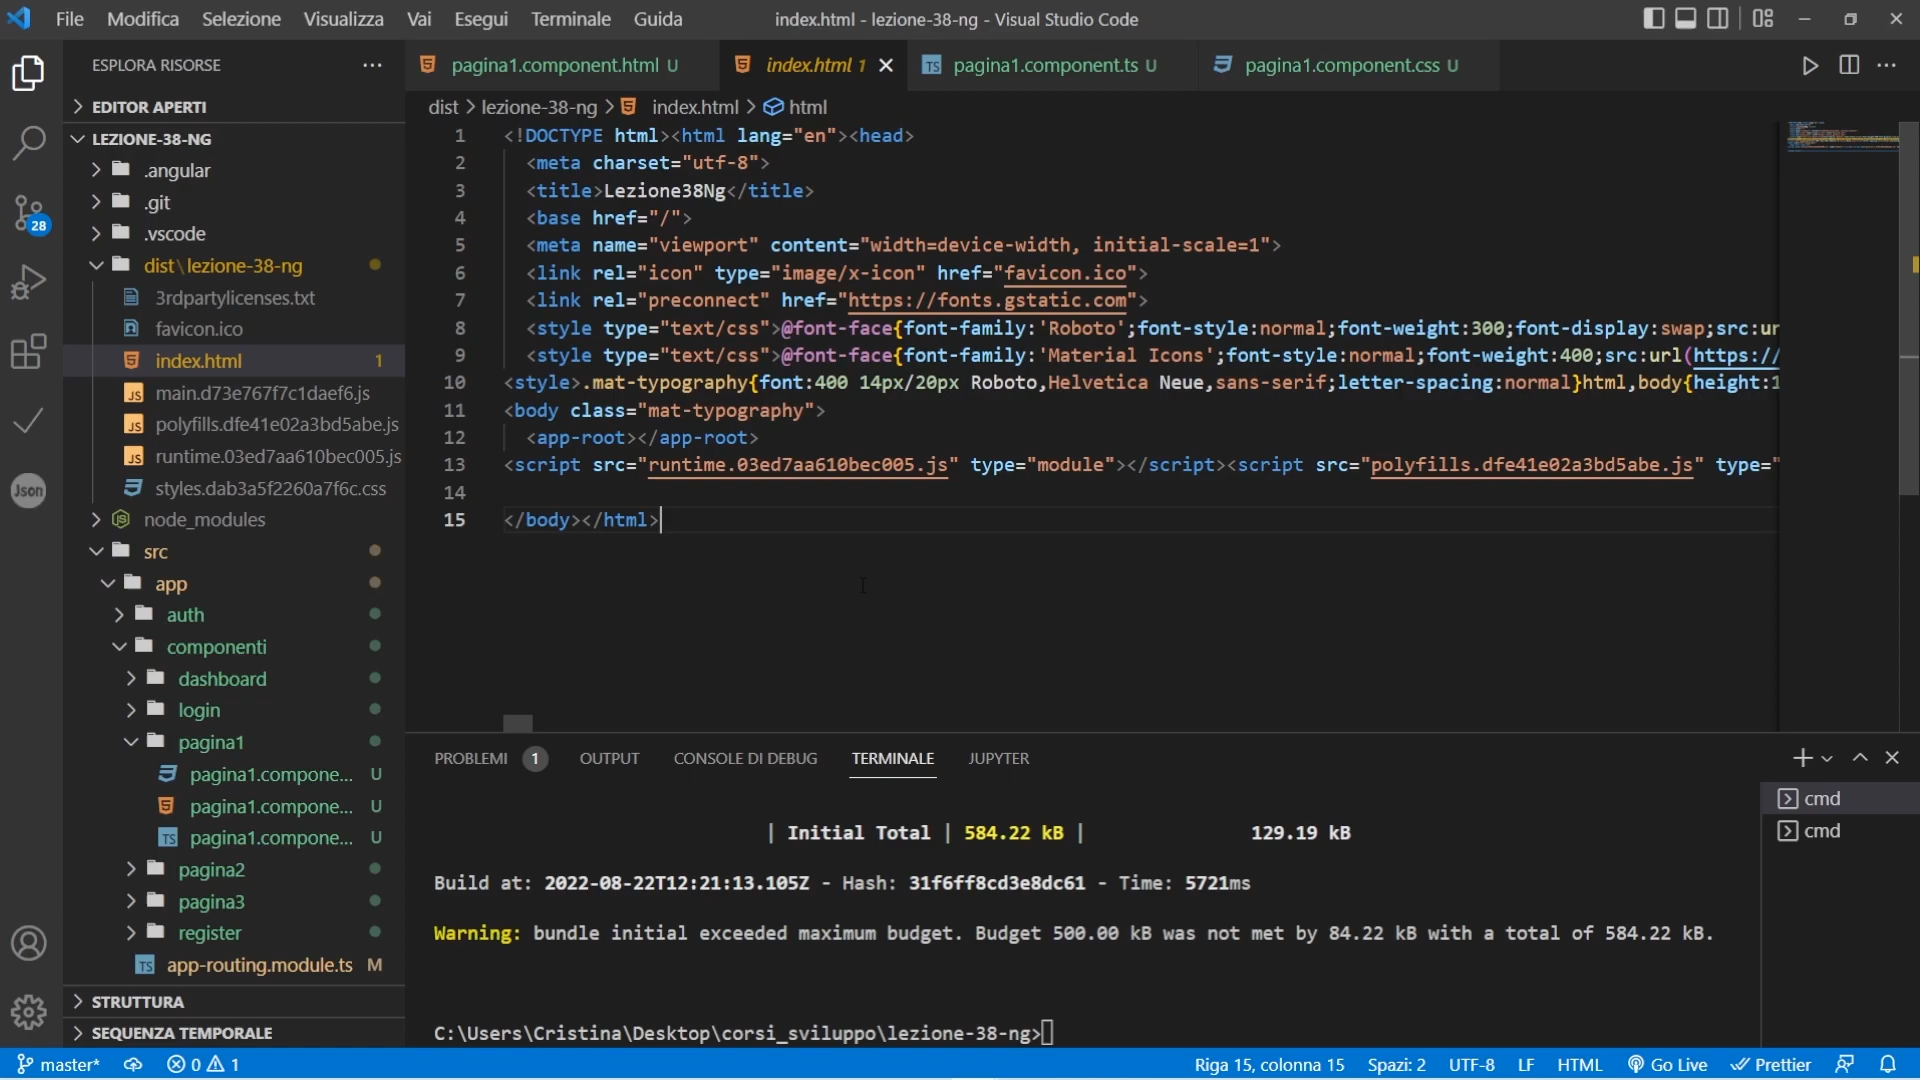 File Modifica Selezione Visualizza Vai Esegui Terminale Guida
index.html - lezione-38-ng - Visual Studio Code
ESPLORA RISORSE
EDITOR APERTI
LEZIONE-38-NG
.angular
.git
.vscode
dist\lezione-38-ng
3rdpartylicenses.txt
favicon.ico
index.html 1
main.d73e767f7c1daef6.js
polyfills.dfe41e02a3bd5abe.js
runtime.03ed7aa610bec005.js
styles.dab3a5f2260a7f6c.css
node_modules
src
app
auth
componenti
dashboard
login
pagina1
pagina1.compone... U
pagina1.compone... U
pagina1.compone... U
pagina2
pagina3
register
app-routing.module.ts M
STRUTTURA
SEQUENZA TEMPORALE
28
Json
pagina1.component.html U
index.html 1
pagina1.component.ts U
pagina1.component.css U
dist > lezione-38-ng > index.html > html
1 <!DOCTYPE html><html lang="en"><head>
2 <meta charset="utf-8">
3 <title>Lezione38Ng</title>
4 <base href="/">
5 <meta name="viewport" content="width=device-width, initial-scale=1">
6 <link rel="icon" type="image/x-icon" href="favicon.ico">
7 <link rel="preconnect" href="https://fonts.gstatic.com">
8 <style type="text/css">@font-face{font-family:'Roboto';font-style:normal;font-weight:300;font-display:swap;src:ur
9 <style type="text/css">@font-face{font-family:'Material Icons';font-style:normal;font-weight:400;src:url(https://
10 <style>.mat-typography{font:400 14px/20px Roboto,Helvetica Neue,sans-serif;letter-spacing:normal}html,body{height:1
11 <body class="mat-typography">
12 <app-root></app-root>
13 <script src="runtime.03ed7aa610bec005.js" type="module"></script><script src="polyfills.dfe41e02a3bd5abe.js" type="
14
15 </body></html>
PROBLEMI 1 OUTPUT CONSOLE DI DEBUG TERMINALE JUPYTER
cmd
cmd
| Initial Total | 584.22 kB | 129.19 kB
Build at: 2022-08-22T12:21:13.105Z - Hash: 31f6ff8cd3e8dc61 - Time: 5721ms
Warning: bundle initial exceeded maximum budget. Budget 500.00 kB was not met by 84.22 kB with a total of 584.22 kB.
C:\Users\Cristina\Desktop\corsi_sviluppo\lezione-38-ng>
master* 0 1 Riga 15, colonna 15 Spazi: 2 UTF-8 LF HTML Go Live Prettier